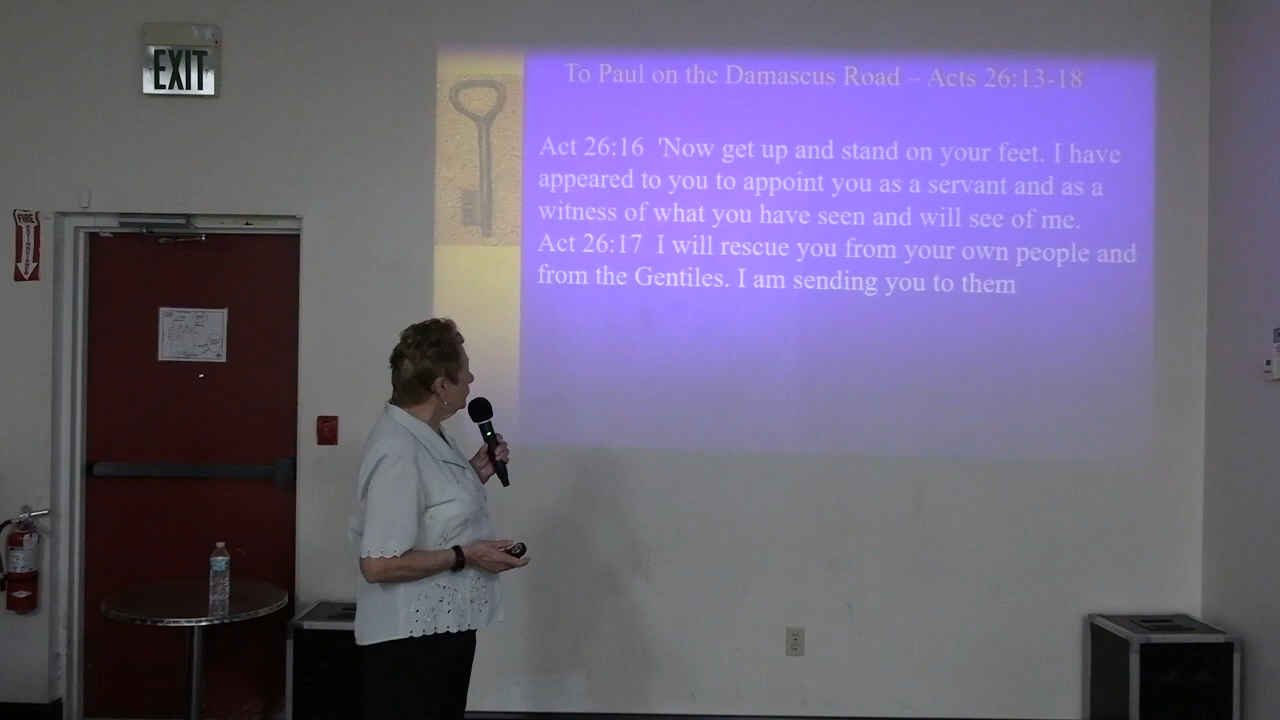 EXIT
To Paul on the Damascus Road – Acts 26:13-18
Act 26:16 'Now get up and stand on your feet. I have
appeared to you to appoint you as a servant and as a
witness of what you have seen and will see of me.
Act 26:17 I will rescue you from your own people and
from the Gentiles. I am sending you to them
FIRE